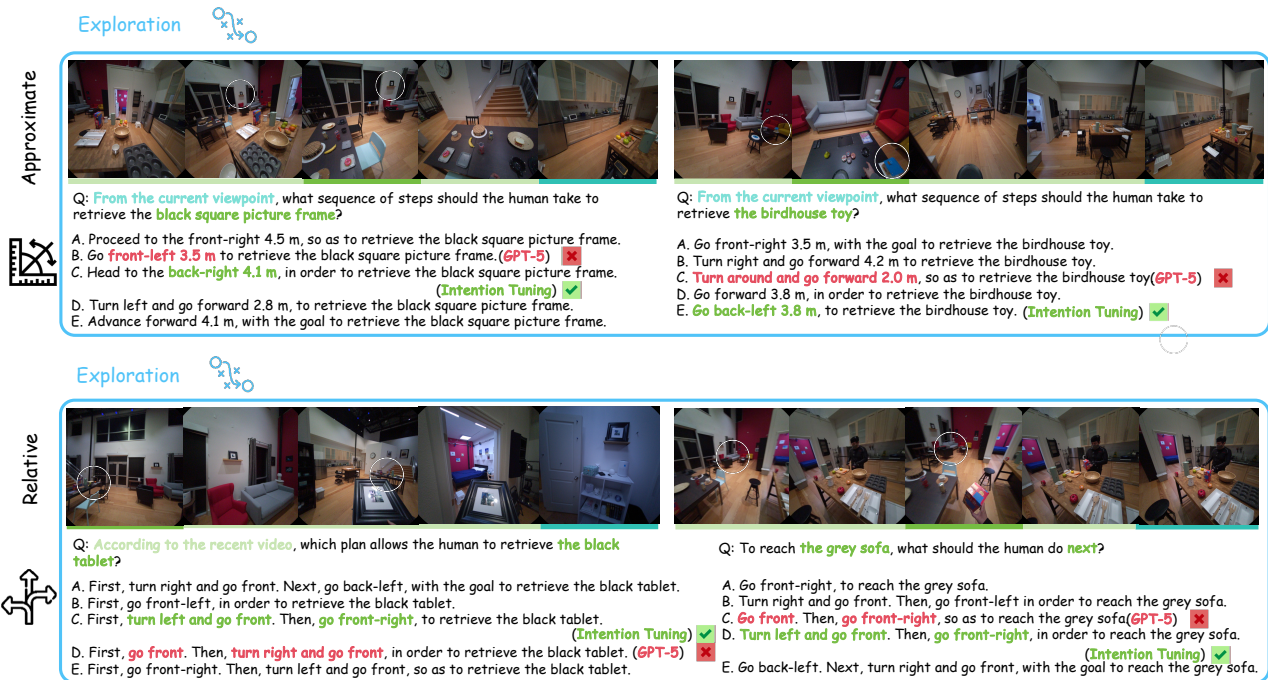 Exploration
Approximate
Q: From the current viewpoint, what sequence of steps should the human take to
retrieve the black square picture frame?
A. Proceed to the front-right 4.5 m, so as to retrieve the black square picture frame.
B. Go front-left 3.5 m to retrieve the black square picture frame.(GPT-5)
C. Head to the back-right 4.1 m, in order to retrieve the black square picture frame.
(Intention Tuning)
D. Turn left and go forward 2.8 m, to retrieve the black square picture frame.
E. Advance forward 4.1 m, with the goal to retrieve the black square picture frame.
Q: From the current viewpoint, what sequence of steps should the human take to
retrieve the birdhouse toy?
A. Go front-right 3.5 m, with the goal to retrieve the birdhouse toy.
B. Turn right and go forward 4.2 m to retrieve the birdhouse toy.
C. Turn around and go forward 2.0 m, so as to retrieve the birdhouse toy(GPT-5)
D. Go forward 3.8 m, in order to retrieve the birdhouse toy.
E. Go back-left 3.8 m, to retrieve the birdhouse toy. (Intention Tuning)
Exploration
Relative
Q: According to the recent video, which plan allows the human to retrieve the black
tablet?
A. First, turn right and go front. Next, go back-left, with the goal to retrieve the black tablet.
B. First, go front-left, in order to retrieve the black tablet.
C. First, turn left and go front. Then, go front-right, to retrieve the black tablet.
(Intention Tuning)
D. First, go front. Then, turn right and go front, in order to retrieve the black tablet. (GPT-5)
E. First, go front-right. Then, turn left and go front, so as to retrieve the black tablet.
Q: To reach the grey sofa, what should the human do next?
A. Go front-right, to reach the grey sofa.
B. Turn right and go front. Then, go front-left in order to reach the grey sofa.
C. Go front. Then, go front-right, so as to reach the grey sofa(GPT-5)
D. Turn left and go front. Then, go front-right, in order to reach the grey sofa.
(Intention Tuning)
E. Go back-left. Next, turn right and go front, with the goal to reach the grey sofa.